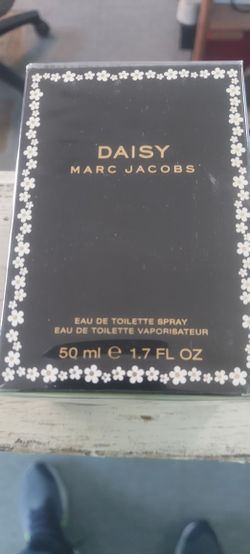 DAISY
MARC JACOBS
EAU DE TOILETTE SPRAY
EAU DE TOILETTE VAPORISATEUR
50 ml ℮ 1.7 FL OZ